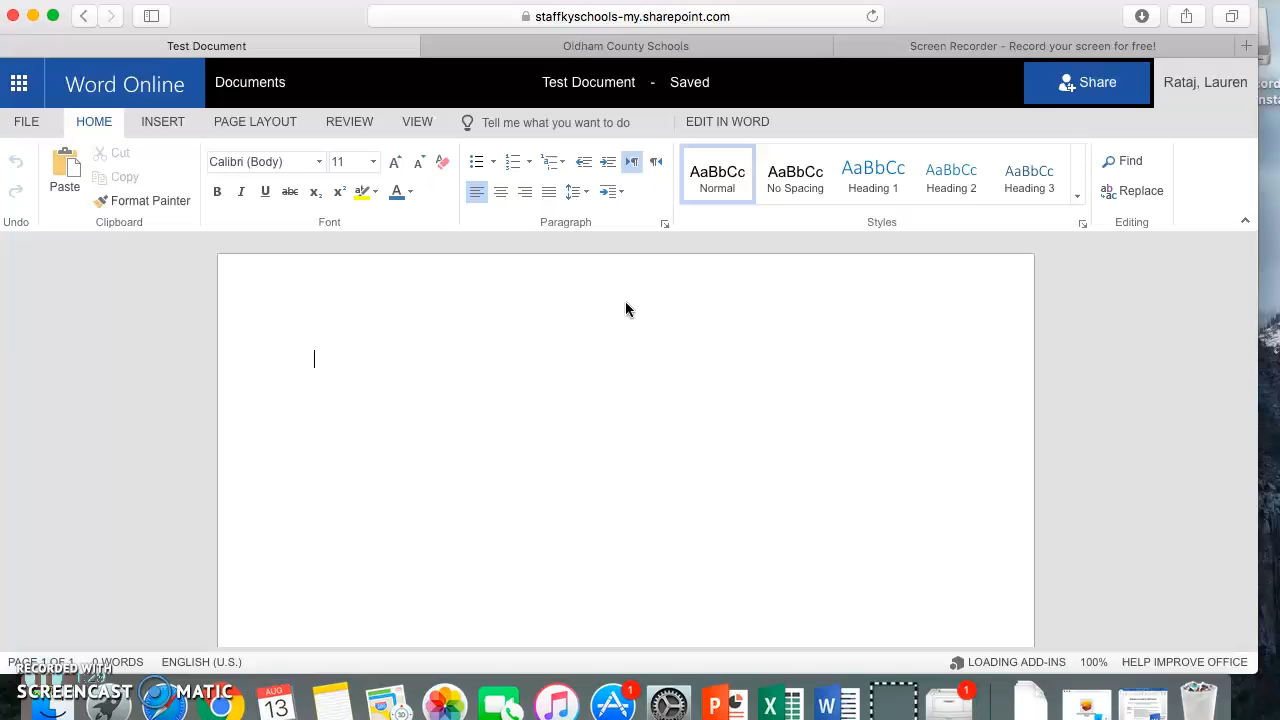 staffkyschools-my.sharepoint.com
Test Document
Oldham County Schools
Screen Recorder - Record your screen for free!
Word Online
Documents
Test Document - Saved
Share
Rataj, Lauren
FILE HOME INSERT PAGE LAYOUT REVIEW VIEW Tell me what you want to do EDIT IN WORD
Paste
Cut
Copy
Format Painter
Calibri (Body) 11
B I U abc x₂ x² A
AaBbCc AaBbCc AaBbCc AaBbCc AaBbCc
Normal No Spacing Heading 1 Heading 2 Heading 3
Find
Replace
Undo Clipboard Font Paragraph Styles Editing
PAGE 1 OF 1 0 WORDS ENGLISH (U.S.) LOADING ADD-INS 100% HELP IMPROVE OFFICE
RECORDED WITH
SCREENCAST MATIC
AUG
13
1
1